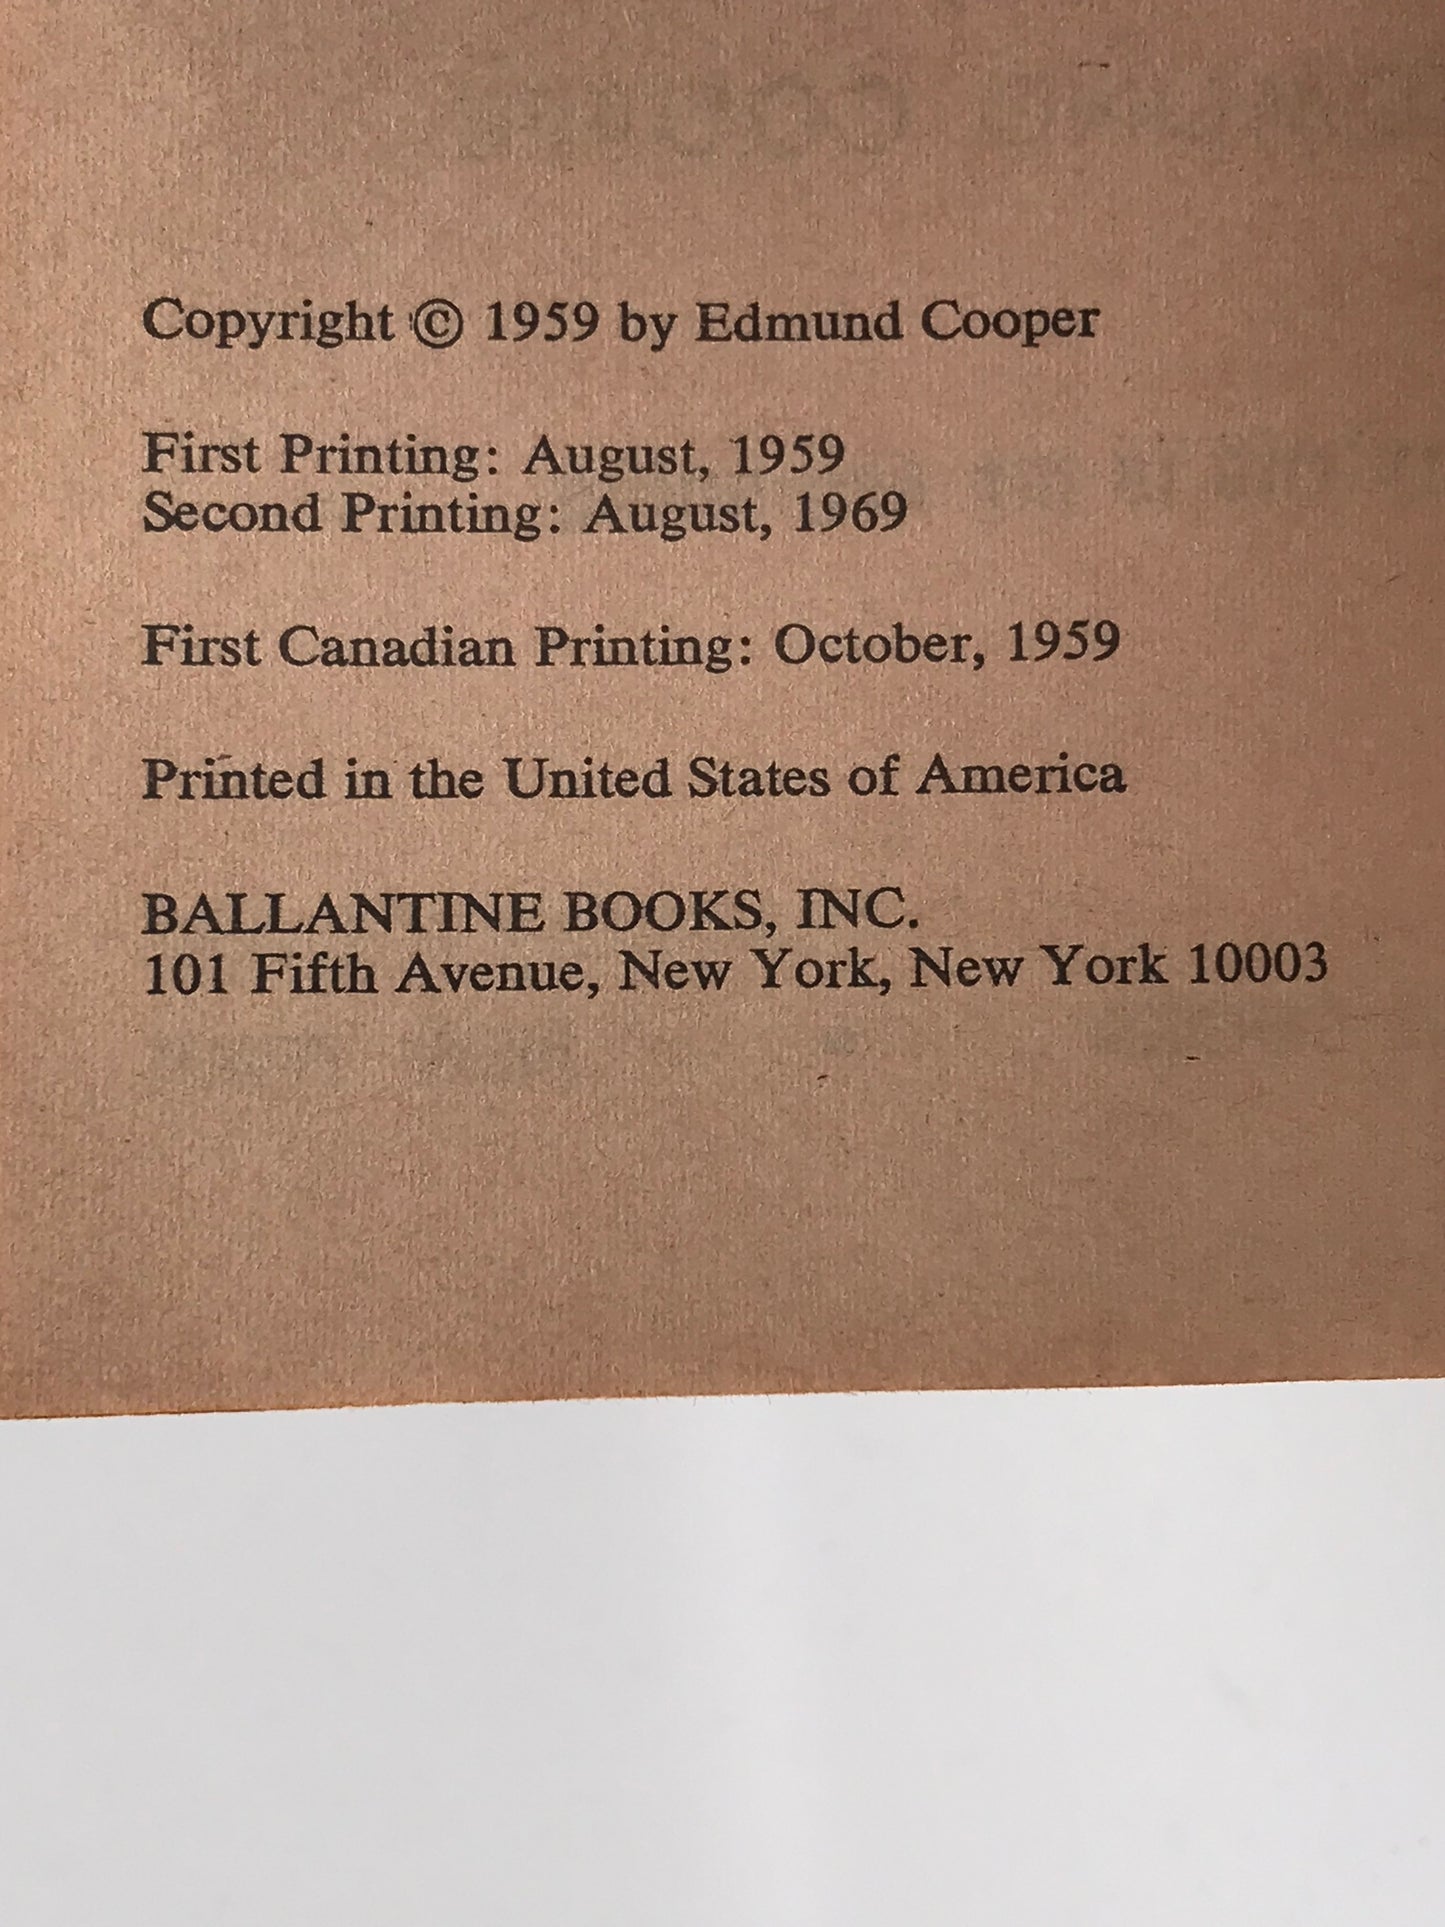 Copyright © 1959 by Edmund Cooper
First Printing: August, 1959
Second Printing: August, 1969
First Canadian Printing: October, 1959
Printed in the United States of America
BALLANTINE BOOKS, INC.
101 Fifth Avenue, New York, New York 10003